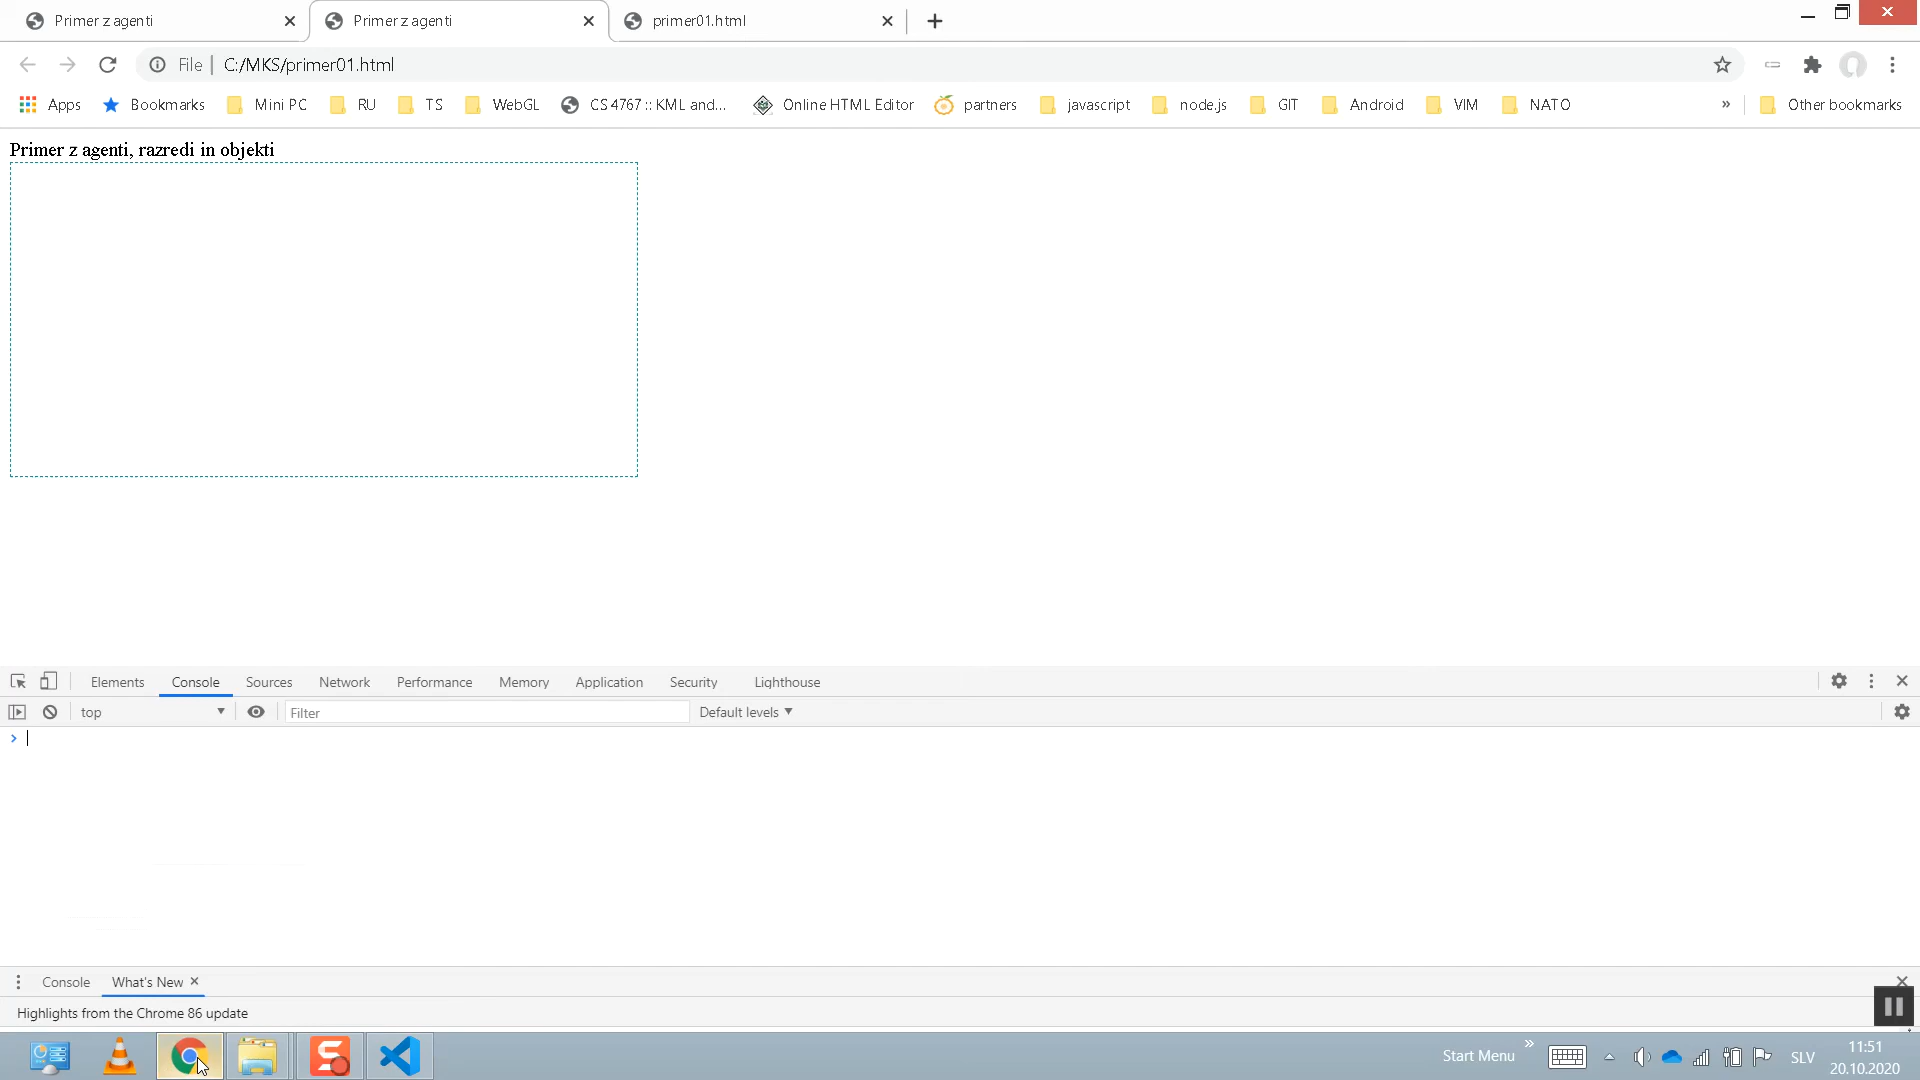 Primer z agenti
Primer z agenti
primer01.html
File | C:/MKS/primer01.html
Apps Bookmarks Mini PC RU TS WebGL CS 4767 :: KML and... Online HTML Editor partners javascript node.js GIT Android VIM NATO » Other bookmarks
Primer z agenti, razredi in objekti
Elements Console Sources Network Performance Memory Application Security Lighthouse
top Filter Default levels
Console What's New
Highlights from the Chrome 86 update
Start Menu » SLV 11:51
20.10.2020